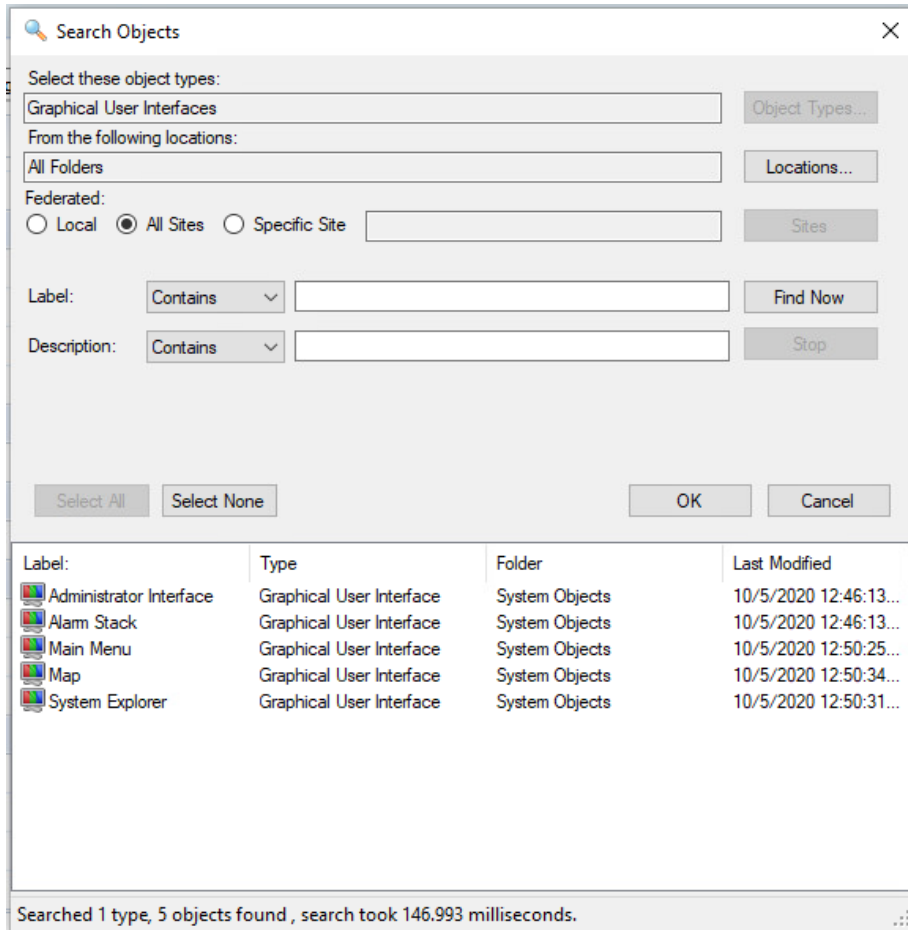 Search Objects
Select these object types:
Graphical User Interfaces
Object Types...
From the following locations:
All Folders
Locations...
Federated:
Local All Sites Specific Site Sites
Label: Contains Find Now
Description: Contains Stop
Select All Select None OK Cancel
Label: Type Folder Last Modified
Administrator Interface Graphical User Interface System Objects 10/5/2020 12:46:13...
Alarm Stack Graphical User Interface System Objects 10/5/2020 12:46:13...
Main Menu Graphical User Interface System Objects 10/5/2020 12:50:25...
Map Graphical User Interface System Objects 10/5/2020 12:50:34...
System Explorer Graphical User Interface System Objects 10/5/2020 12:50:31...
Searched 1 type, 5 objects found , search took 146.993 milliseconds.